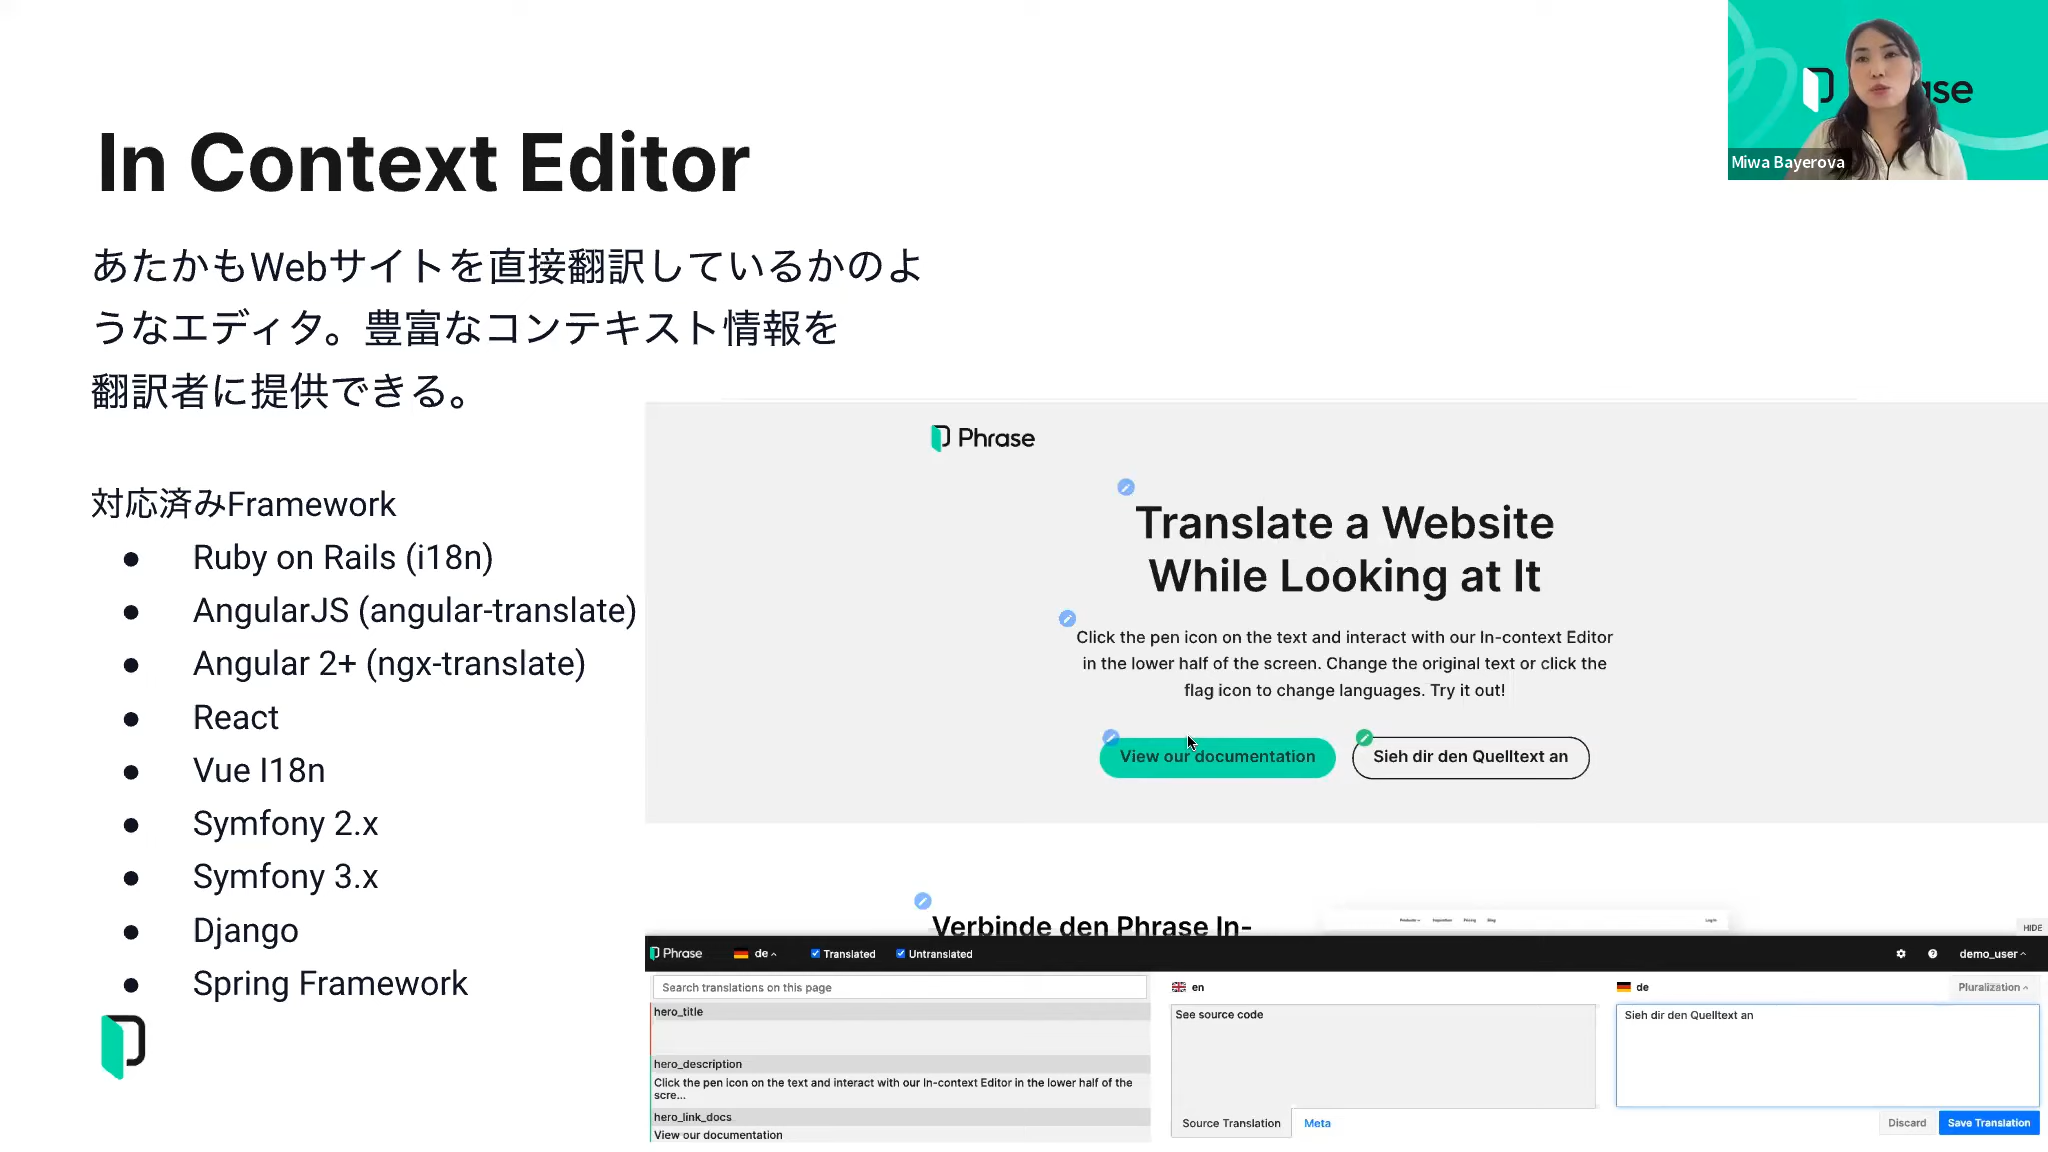 In Context Editor
あたかもWebサイトを直接翻訳しているかのよ
うなエディタ。豊富なコンテキスト情報を
翻訳者に提供できる。
対応済みFramework
● Ruby on Rails (i18n)
● AngularJS (angular-translate)
● Angular 2+ (ngx-translate)
● React
● Vue I18n
● Symfony 2.x
● Symfony 3.x
● Django
● Spring Framework
Miwa Bayerova
Phrase
Translate a Website
While Looking at It
Click the pen icon on the text and interact with our In-context Editor
in the lower half of the screen. Change the original text or click the
flag icon to change languages. Try it out!
View our documentation
Sieh dir den Quelltext an
Verbinde den Phrase In-
Products
Inspiration
Pricing
Blog
Log In
HIDE
Phrase
de
Translated
Untranslated
demo_user
Search translations on this page
hero_title
hero_description
Click the pen icon on the text and interact with our In-context Editor in the lower half of the
scre...
hero_link_docs
View our documentation
en
See source code
Source Translation
Meta
de
Pluralization
Sieh dir den Quelltext an
Discard
Save Translation